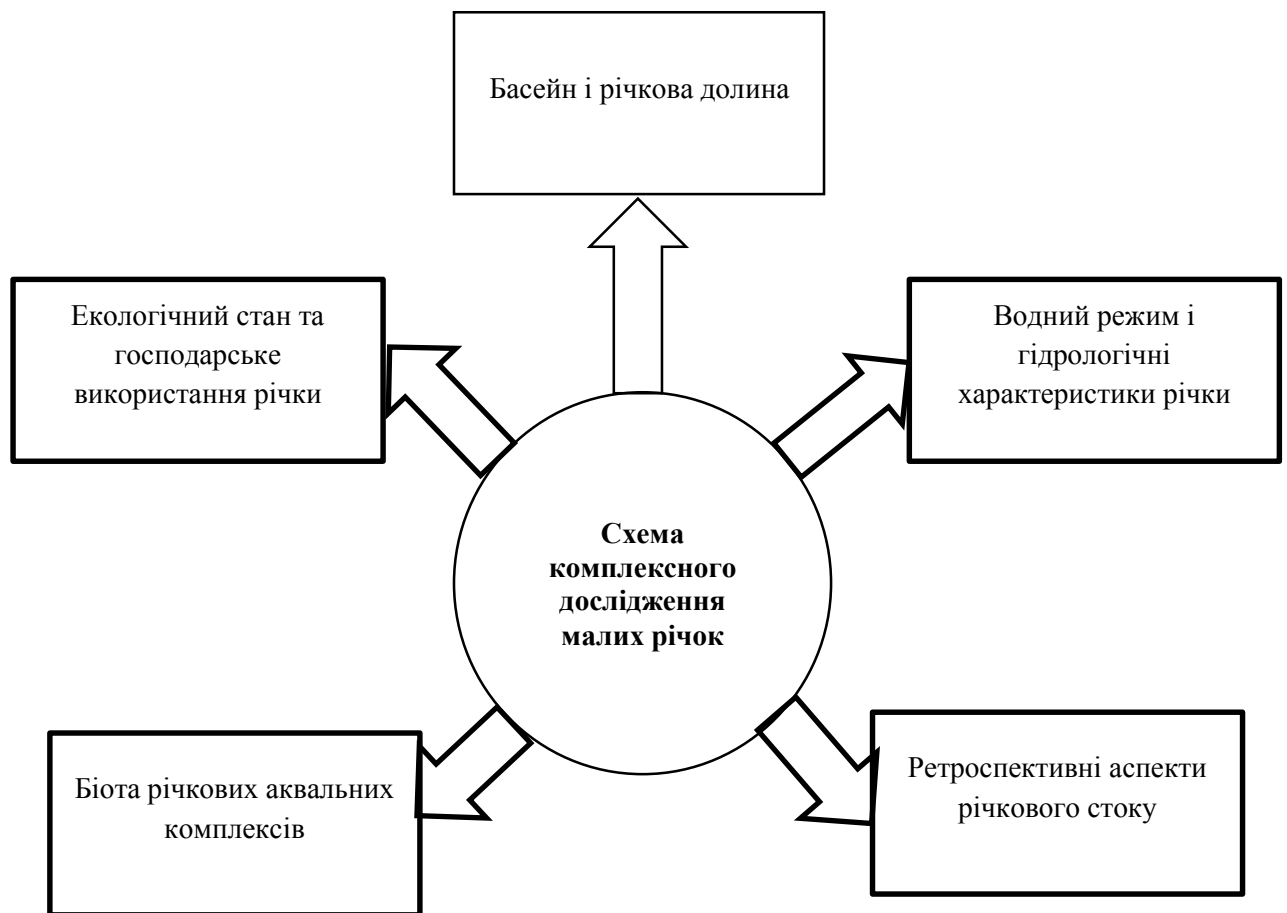 Басейн і річкова долина
Екологічний стан та
господарське
використання річки
Водний режим і
гідрологічні
характеристики річки
Схема
комплексного
дослідження
малих річок
Біота річкових аквальних
комплексів
Ретроспективні аспекти
річкового стоку